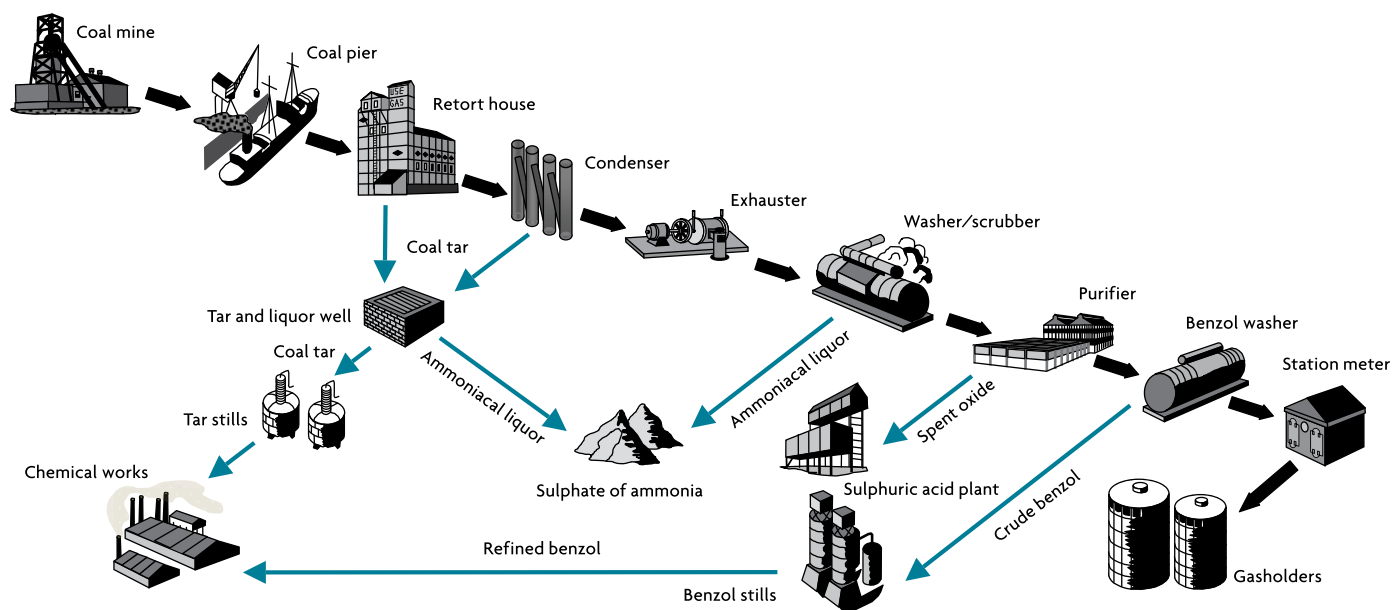 Coal mine
Coal pier
USE
GAS
Retort house
Condenser
Exhauster
Washer/scrubber
Coal tar
Purifier
Benzol washer
Station meter
Tar and liquor well
Coal tar
Ammoniacal liquor
Ammoniacal liquor
Spent oxide
Tar stills
Chemical works
Sulphate of ammonia
Sulphuric acid plant
Crude benzol
Refined benzol
Benzol stills
Gasholders